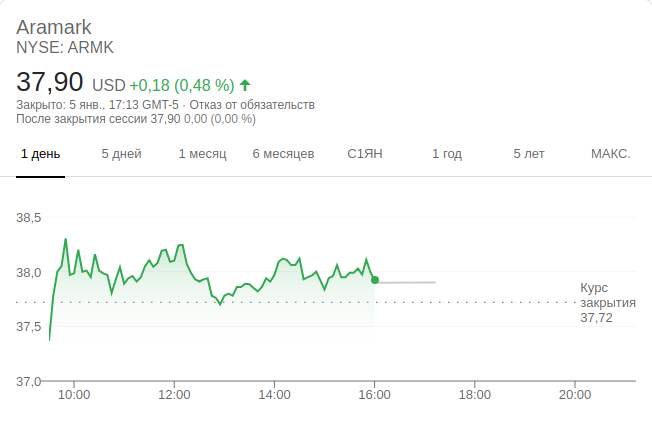 Aramark
NYSE: ARMK
37,90 USD +0,18 (0,48 %)
Закрыто: 5 янв., 17:13 GMT-5 · Отказ от обязательств
После закрытия сессии 37,90 0,00 (0,00 %)
1 день 5 дней 1 месяц 6 месяцев С1ЯН 1 год 5 лет МАКС.
38,5
38,0
Курс
закрытия
37,72
37,5
37,0
10:00 12:00 14:00 16:00 18:00 20:00